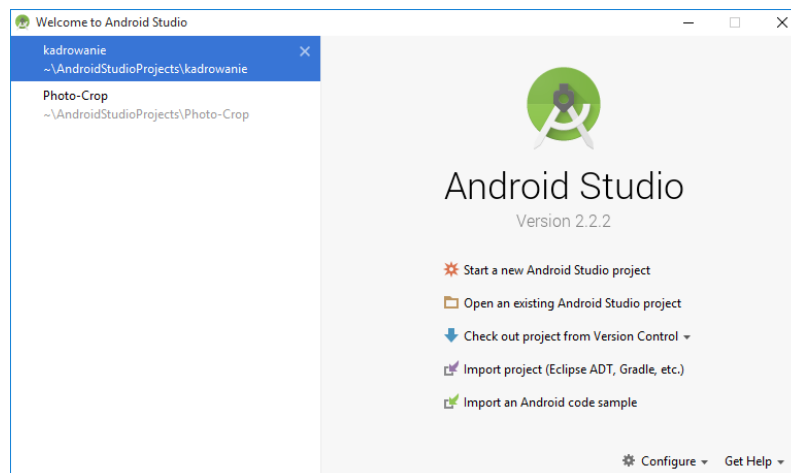 Welcome to Android Studio
kadrowanie
~\AndroidStudioProjects\kadrowanie
Photo-Crop
~\AndroidStudioProjects\Photo-Crop
Android Studio
Version 2.2.2
Start a new Android Studio project
Open an existing Android Studio project
Check out project from Version Control
Import project (Eclipse ADT, Gradle, etc.)
Import an Android code sample
Configure Get Help